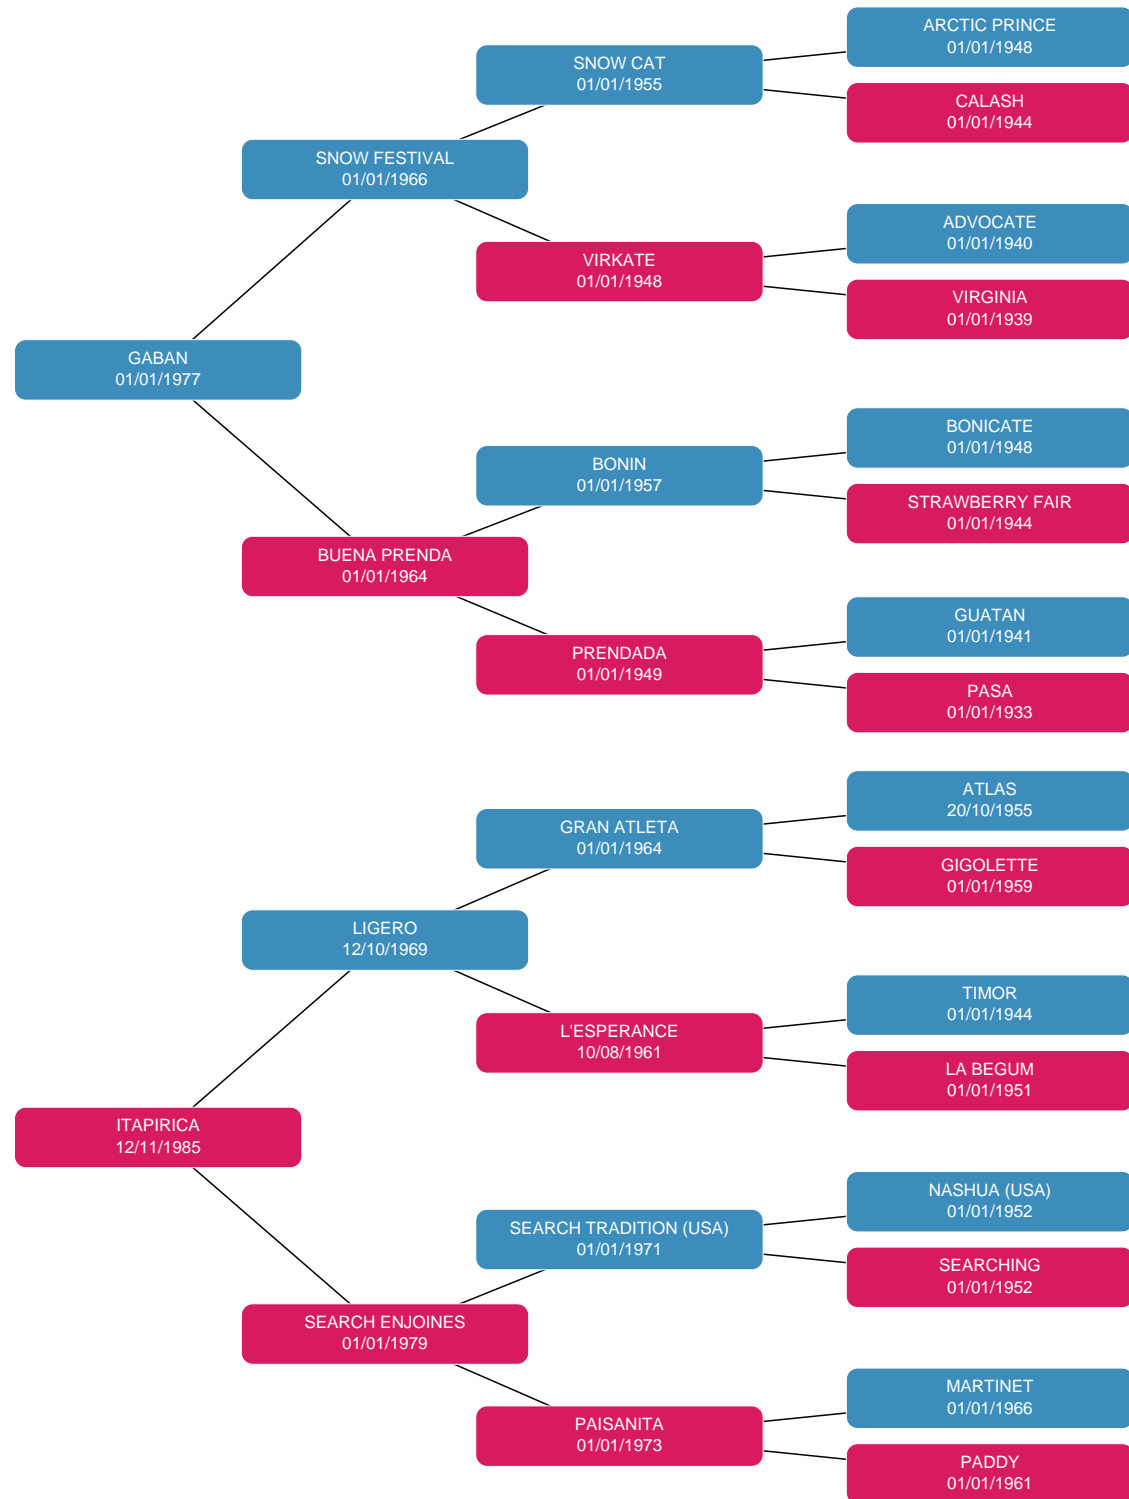 ARCTIC PRINCE
01/01/1948
SNOW CAT
01/01/1955
CALASH
01/01/1944
SNOW FESTIVAL
01/01/1966
ADVOCATE
01/01/1940
VIRKATE
01/01/1948
VIRGINIA
01/01/1939
GABAN
01/01/1977
BONICATE
01/01/1948
BONIN
01/01/1957
STRAWBERRY FAIR
01/01/1944
BUENA PRENDA
01/01/1964
GUATAN
01/01/1941
PRENDADA
01/01/1949
PASA
01/01/1933
ATLAS
20/10/1955
GRAN ATLETA
01/01/1964
GIGOLETTE
01/01/1959
LIGERO
12/10/1969
TIMOR
01/01/1944
L'ESPERANCE
10/08/1961
LA BEGUM
01/01/1951
ITAPIRICA
12/11/1985
NASHUA (USA)
01/01/1952
SEARCH TRADITION (USA)
01/01/1971
SEARCHING
01/01/1952
SEARCH ENJOINES
01/01/1979
MARTINET
01/01/1966
PAISANITA
01/01/1973
PADDY
01/01/1961